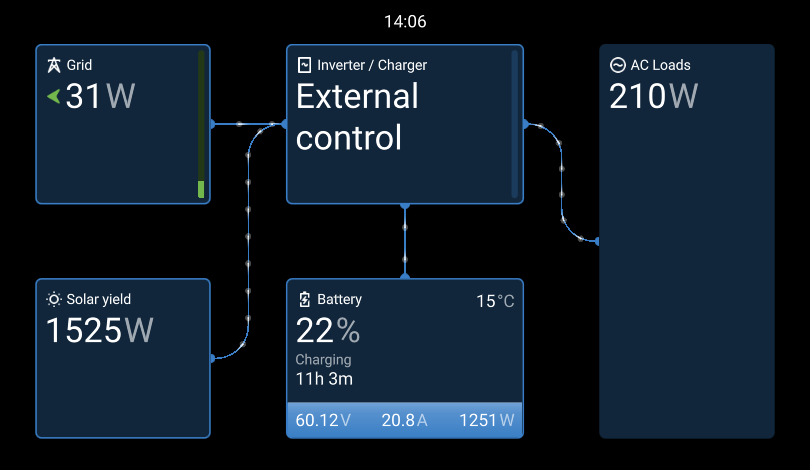 14:06
Grid
31W
Inverter / Charger
External
control
AC Loads
210W
Solar yield
1525W
Battery
15°C
22%
Charging
11h 3m
60.12V 20.8A 1251W